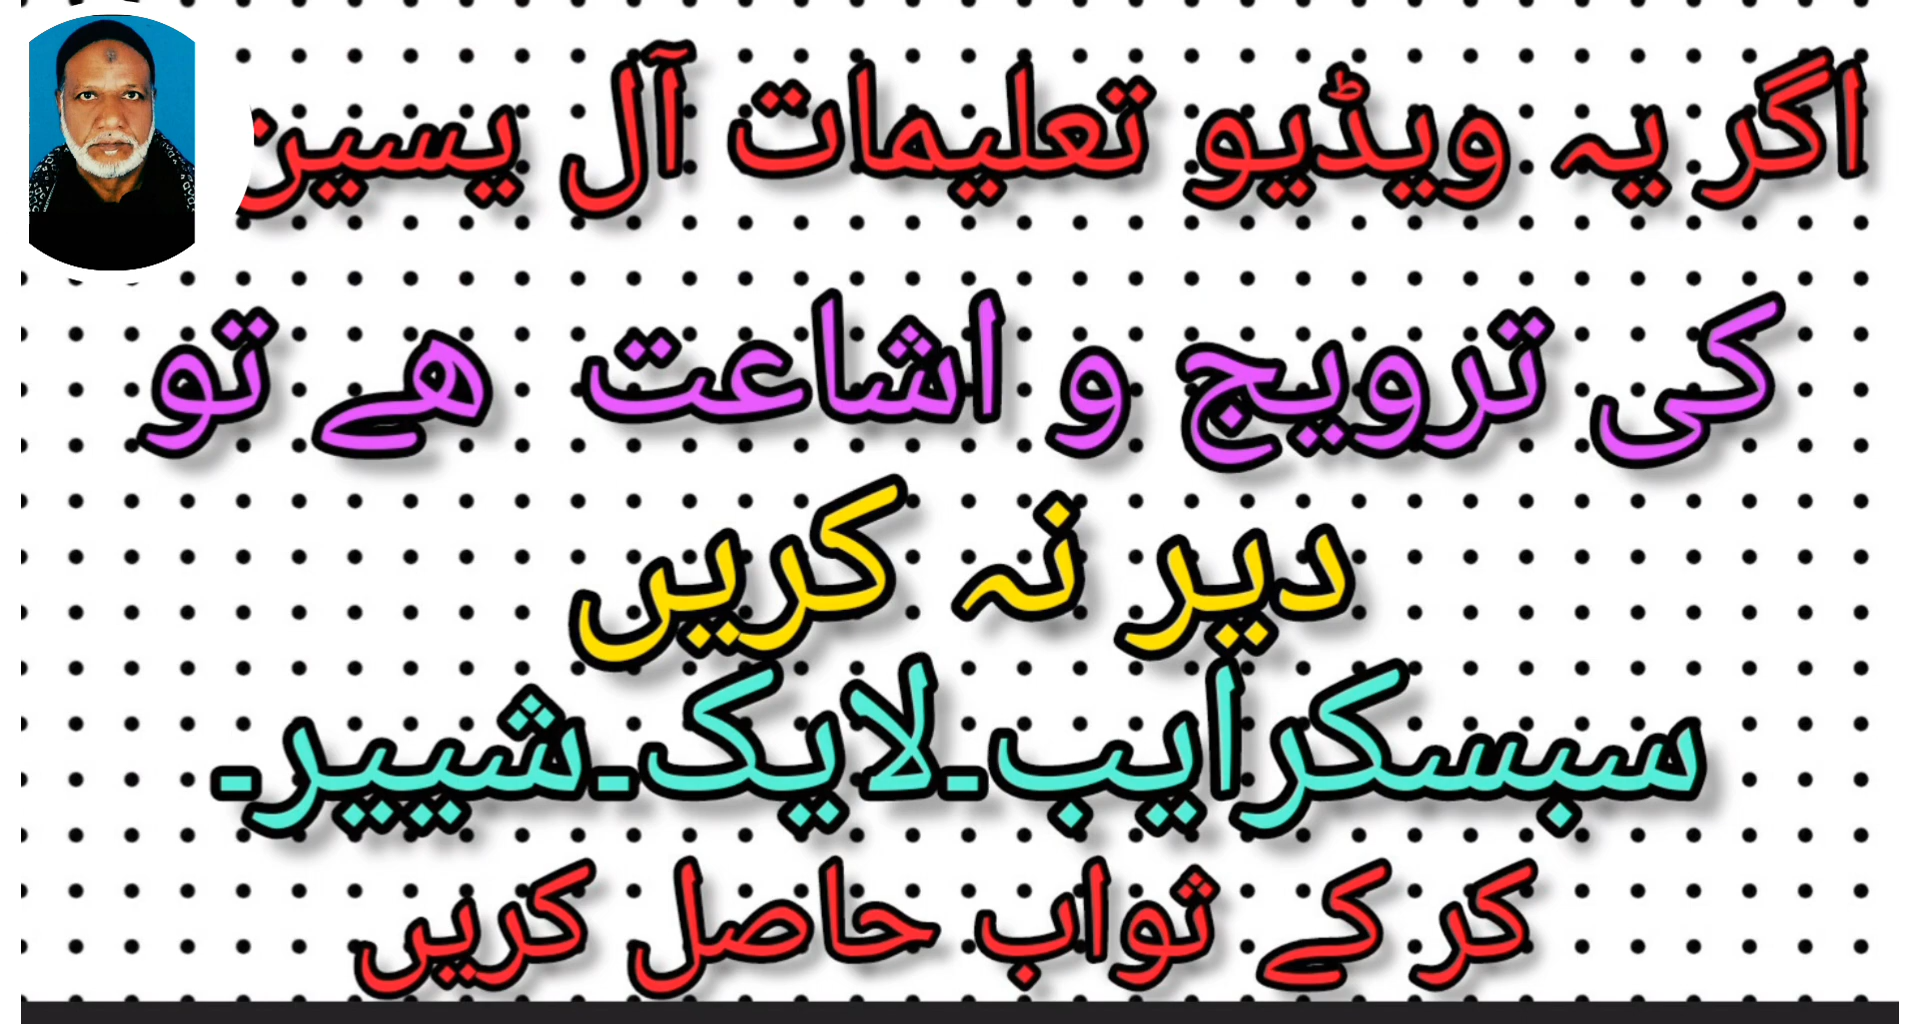 اگر یہ ویڈیو تعلیمات آل یسین
کی ترویج و اشاعت ھے تو
دیر نہ کریں
سبسکرایب۔لایک۔شییر۔
کر کے ثواب حاصل کریں